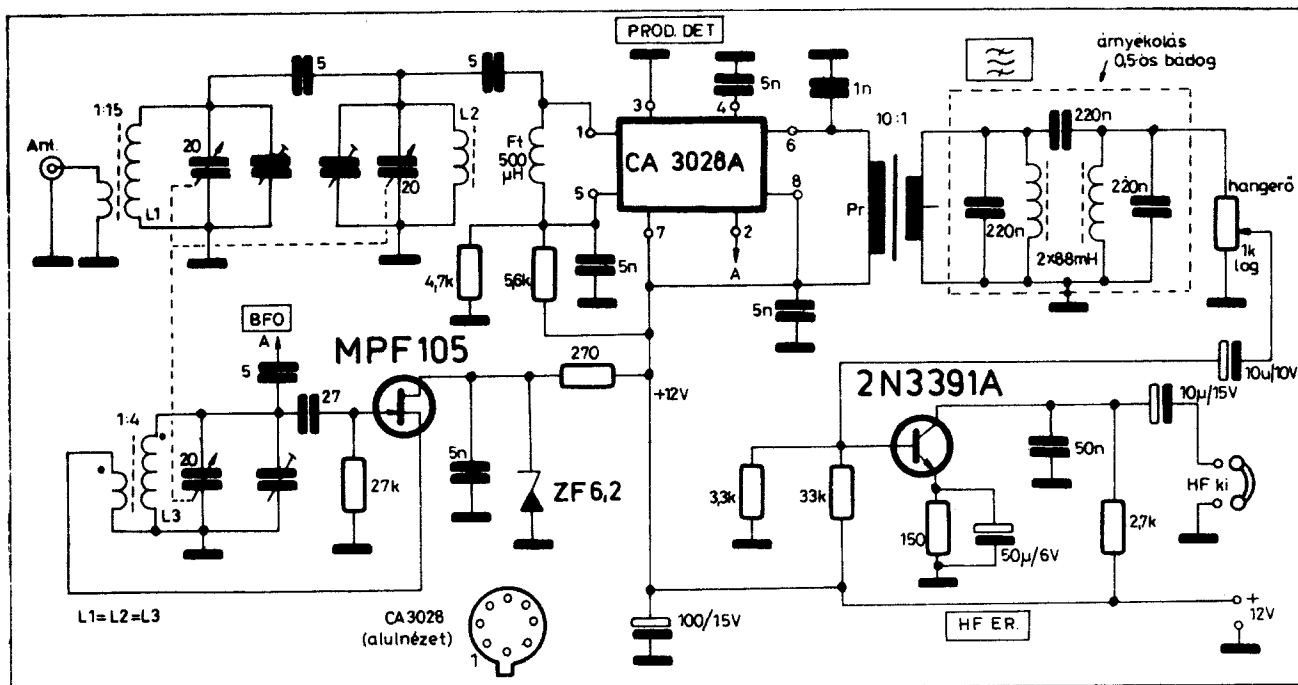 PROD. DET
árnyékolás
0,5-ös bádog
5
5
5n
1n
1:15
3
4
220n
10:1
L2
Ant.
20
1
6
Ft
500
µH
CA 3028A
20
8
hangerő
5
Pr
220n
L1
7
2
220n
1k
log
2x88mH
A
4,7k
5,6k
5n
5n
BFO
A
MPF105
270
5
27
+12V
2N3391A
10u/10V
10µ/15V
1:4
20
50n
5n
HF ki
27k
ZF6,2
3,3k
33k
2,7k
L3
150
50µ/6V
L1=L2=L3
CA3028
(alulnézet)
100/15V
+
12V
HF ER.
1